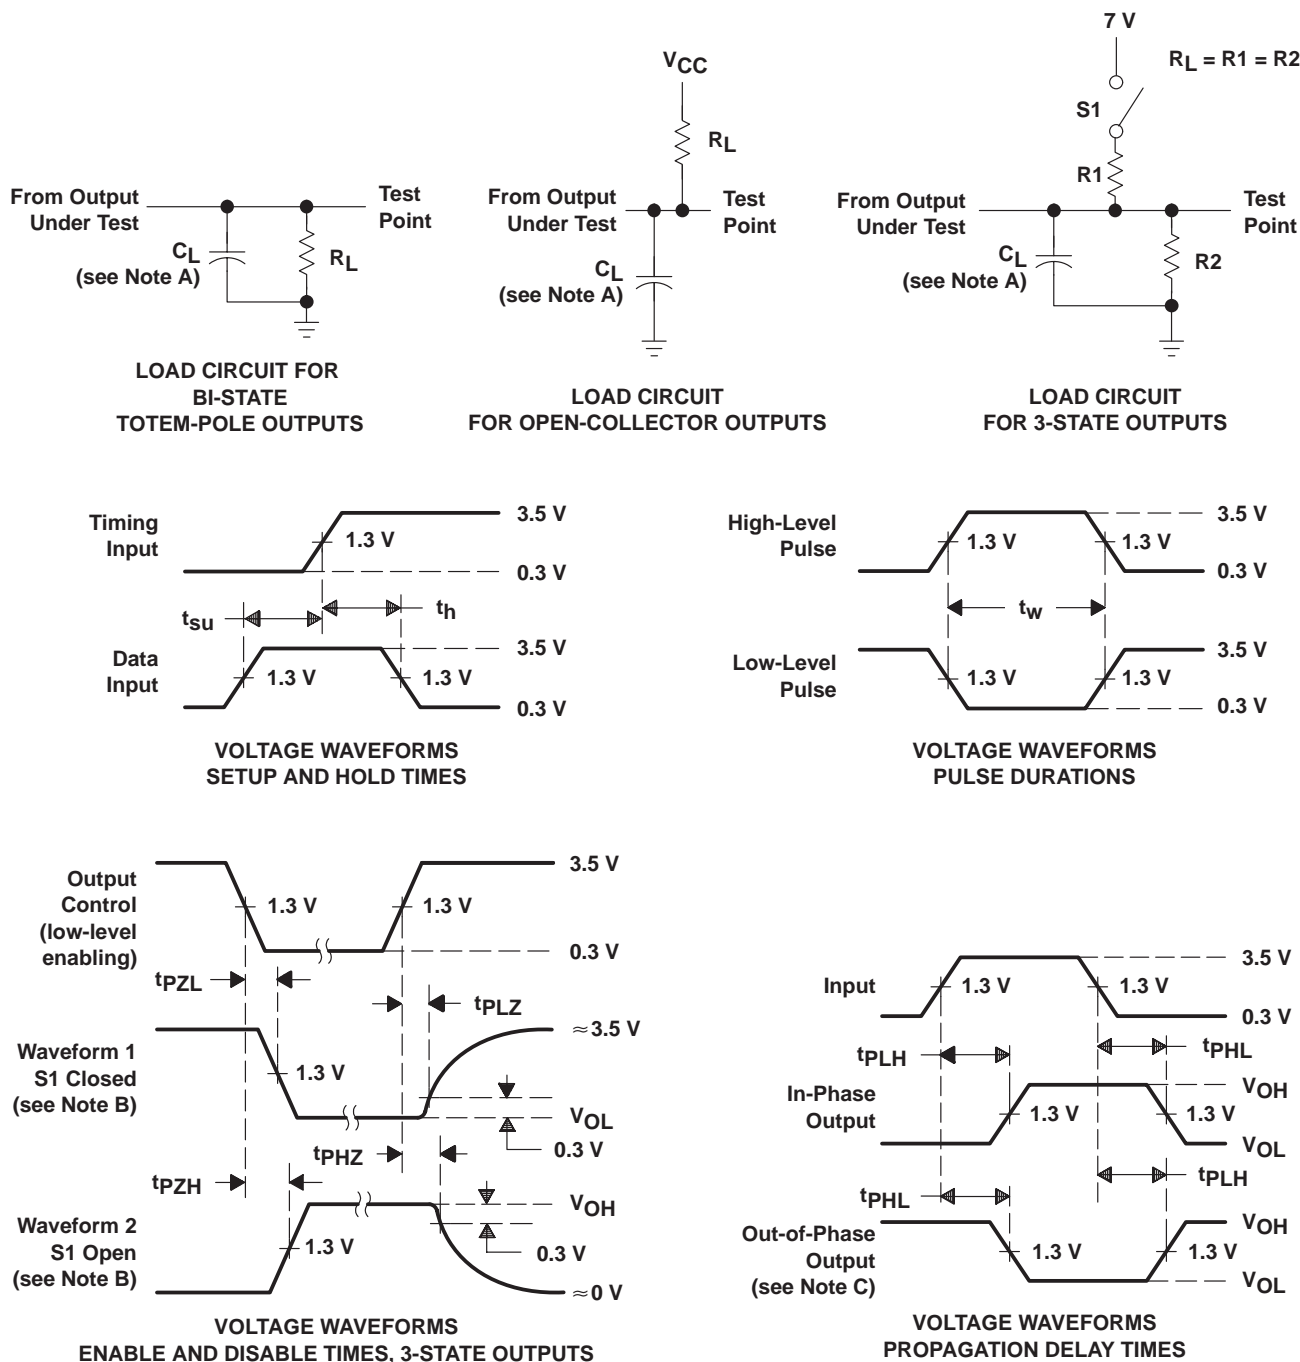 7 V
RL = R1 = R2
S1
R1
From Output
Under Test
Test
Point
CL
(see Note A)
R2
LOAD CIRCUIT
FOR 3-STATE OUTPUTS
VCC
RL
From Output
Under Test
Test
Point
CL
(see Note A)
LOAD CIRCUIT
FOR OPEN-COLLECTOR OUTPUTS
From Output
Under Test
Test
Point
CL
(see Note A)
RL
LOAD CIRCUIT FOR
BI-STATE
TOTEM-POLE OUTPUTS
Timing
Input
1.3 V
3.5 V
0.3 V
tsu
th
Data
Input
1.3 V
1.3 V
3.5 V
0.3 V
VOLTAGE WAVEFORMS
SETUP AND HOLD TIMES
High-Level
Pulse
1.3 V
1.3 V
3.5 V
0.3 V
tw
Low-Level
Pulse
1.3 V
1.3 V
3.5 V
0.3 V
VOLTAGE WAVEFORMS
PULSE DURATIONS
Output
Control
(low-level
enabling)
1.3 V
1.3 V
3.5 V
0.3 V
tPZL
tPLZ
Waveform 1
S1 Closed
(see Note B)
1.3 V
≈3.5 V
VOL
0.3 V
tPHZ
tPZH
Waveform 2
S1 Open
(see Note B)
1.3 V
VOH
0.3 V
≈0 V
VOLTAGE WAVEFORMS
ENABLE AND DISABLE TIMES, 3-STATE OUTPUTS
Input
1.3 V
1.3 V
3.5 V
0.3 V
tPLH
tPHL
In-Phase
Output
1.3 V
1.3 V
VOH
VOL
tPHL
tPLH
Out-of-Phase
Output
(see Note C)
1.3 V
1.3 V
VOH
VOL
VOLTAGE WAVEFORMS
PROPAGATION DELAY TIMES